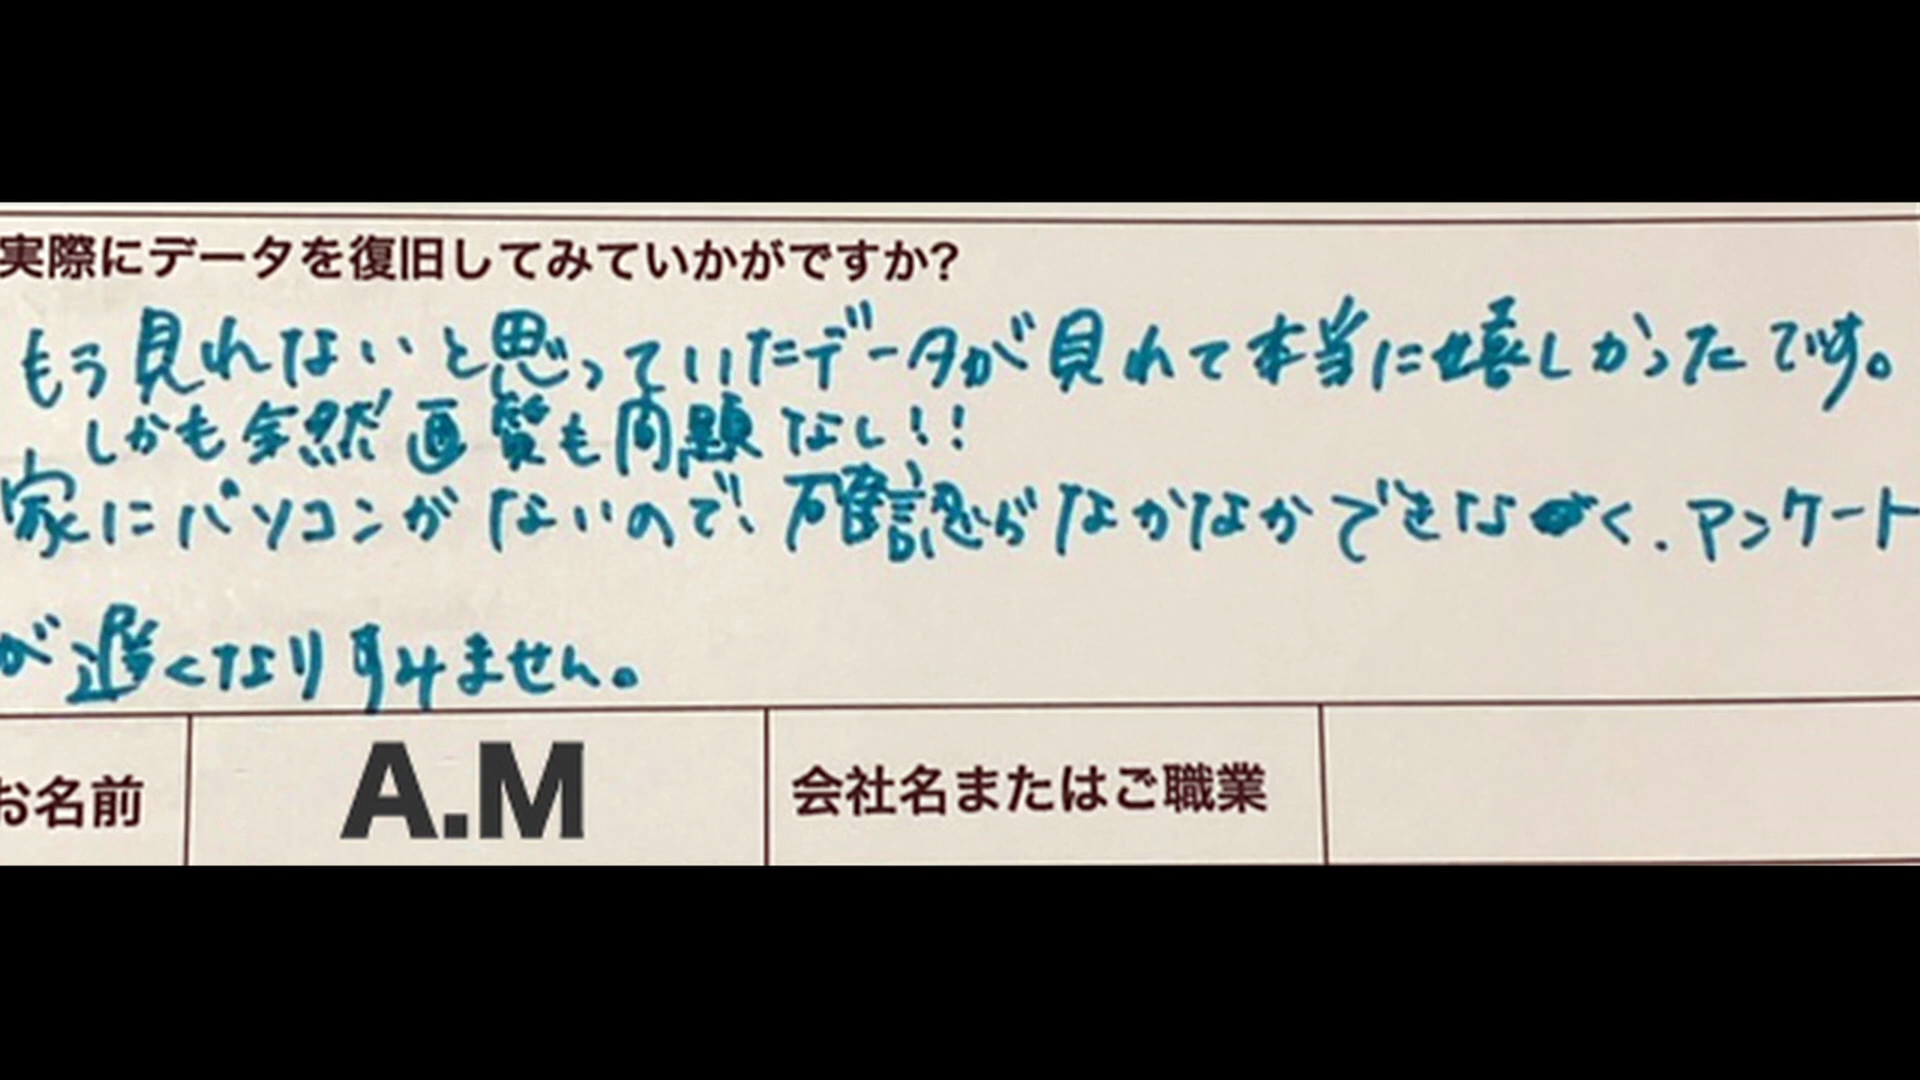 実際にデータを復旧してみていかがですか?
もう見れないと思っていたデータが見れて本当に嬉しかったです。
しかも全然画質も問題なし!!
家にパソコンがないので、確認がなかなかできなく、アンケート
が遅くなりすみません。
お名前 A.M 会社名またはご職業